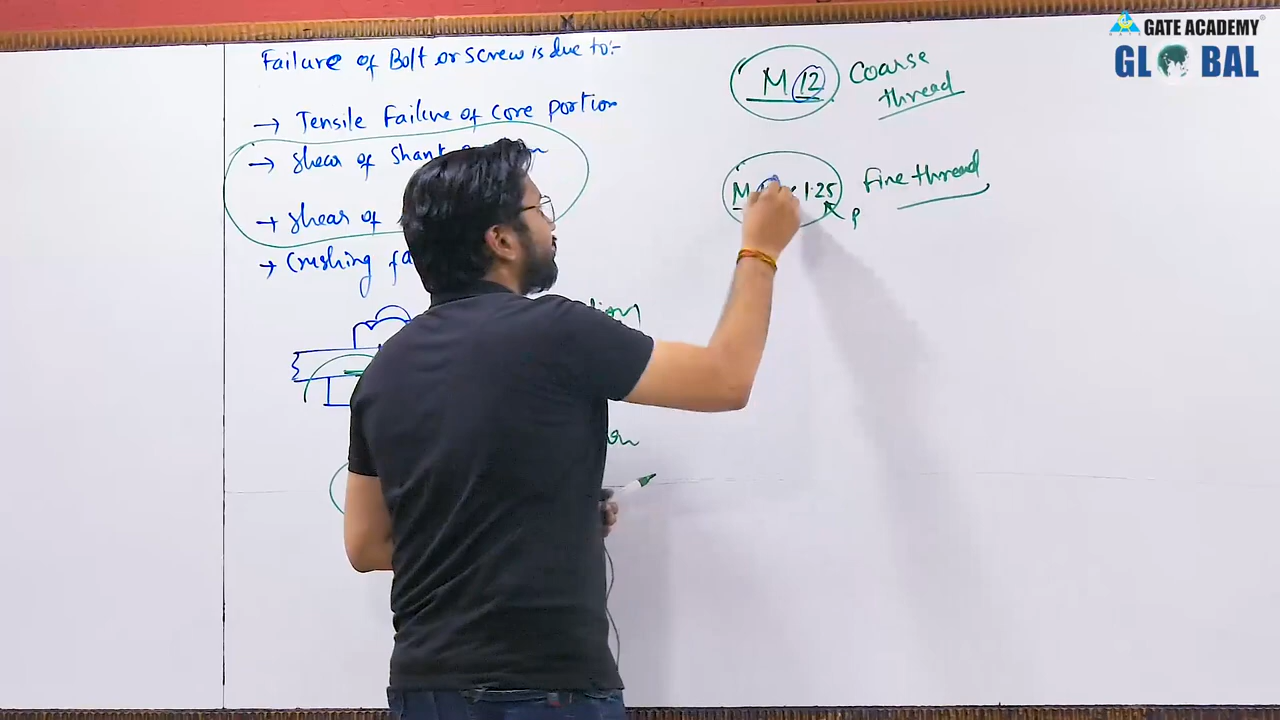 Failure of Bolt or Screw is due to:-
→ Tensile Failure of Core portion
→ Shear of Shank
→ Shear of
→ Crushing
M 12 Coarse
thread
M 1.25 Fine thread
P
GATE ACADEMY
GLOBAL